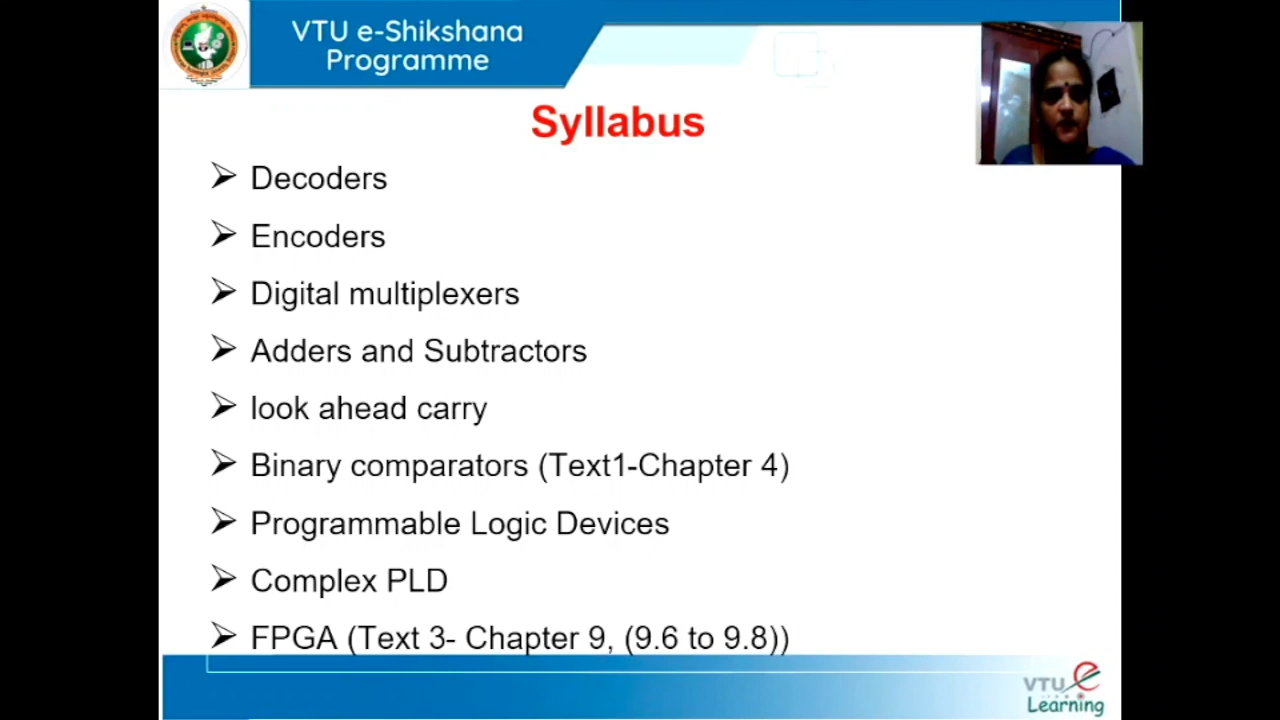 VTU e-Shikshana
Programme
Syllabus
Decoders
Encoders
Digital multiplexers
Adders and Subtractors
look ahead carry
Binary comparators (Text1-Chapter 4)
Programmable Logic Devices
Complex PLD
FPGA (Text 3- Chapter 9, (9.6 to 9.8))
VTU e
Learning